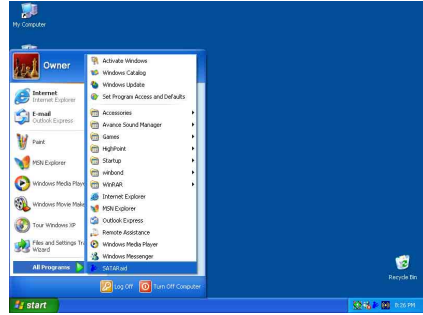 My Computer
Owner
Internet
Internet Explorer
E-mail
Outlook Express
Paint
MSN Explorer
Windows Media Play
Windows Movie Make
Tour Windows XP
Files and Settings Tr
Wizard
All Programs
Activate Windows
Windows Catalog
Windows Update
Set Program Access and Defaults
Accessories
Avance Sound Manager
Games
HighPoint
Startup
winbond
WinRAR
Internet Explorer
MSN Explorer
Outlook Express
Remote Assistance
Windows Media Player
Windows Messenger
SATARaid
Log Off
Turn Off Computer
Recycle Bin
start
8:26 PM